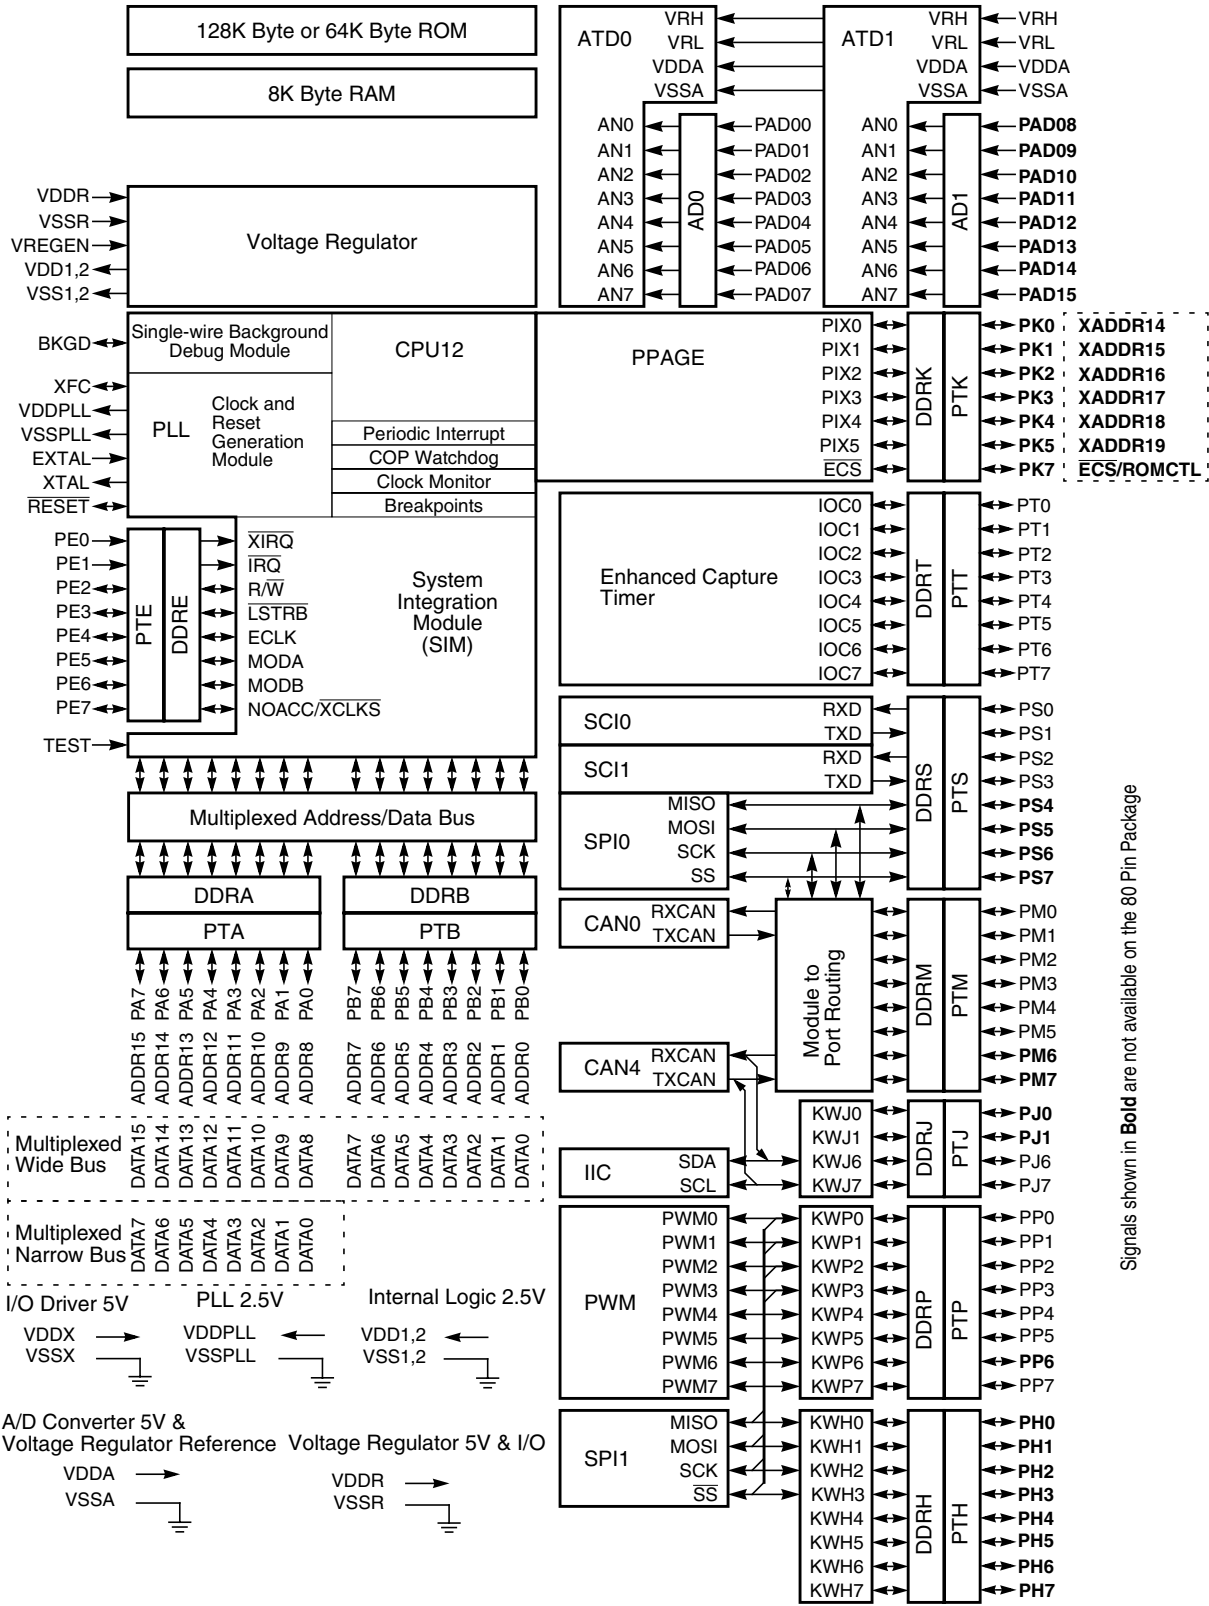 128K Byte or 64K Byte ROM
8K Byte RAM
VDDR
VSSR
VREGEN
VDD1,2
VSS1,2
Voltage Regulator
BKGD
XFC
VDDPLL
VSSPLL
EXTAL
XTAL
RESET
Single-wire Background
Debug Module
CPU12
PLL
Clock and
Reset
Generation
Module
Periodic Interrupt
COP Watchdog
Clock Monitor
Breakpoints
PE0
PE1
PE2
PE3
PE4
PE5
PE6
PE7
TEST
PTE
DDRE
XIRQ
IRQ
R/W
LSTRB
ECLK
MODA
MODB
NOACC/XCLKS
System
Integration
Module
(SIM)
Multiplexed Address/Data Bus
DDRA
DDRB
PTA
PTB
PA7 PA6 PA5 PA4 PA3 PA2 PA1 PA0
PB7 PB6 PB5 PB4 PB3 PB2 PB1 PB0
ADDR15 ADDR14 ADDR13 ADDR12 ADDR11 ADDR10 ADDR9 ADDR8
ADDR7 ADDR6 ADDR5 ADDR4 ADDR3 ADDR2 ADDR1 ADDR0
Multiplexed
Wide Bus
DATA15 DATA14 DATA13 DATA12 DATA11 DATA10 DATA9 DATA8
DATA7 DATA6 DATA5 DATA4 DATA3 DATA2 DATA1 DATA0
Multiplexed
Narrow Bus
DATA7 DATA6 DATA5 DATA4 DATA3 DATA2 DATA1 DATA0
I/O Driver 5V
VDDX
VSSX
PLL 2.5V
VDDPLL
VSSPLL
Internal Logic 2.5V
VDD1,2
VSS1,2
A/D Converter 5V &
Voltage Regulator Reference
VDDA
VSSA
Voltage Regulator 5V & I/O
VDDR
VSSR
ATD0
VRH
VRL
VDDA
VSSA
AN0
AN1
AN2
AN3
AN4
AN5
AN6
AN7
AD0
PAD00
PAD01
PAD02
PAD03
PAD04
PAD05
PAD06
PAD07
ATD1
VRH
VRL
VDDA
VSSA
VRH
VRL
VDDA
VSSA
AN0
AN1
AN2
AN3
AN4
AN5
AN6
AN7
AD1
PAD08
PAD09
PAD10
PAD11
PAD12
PAD13
PAD14
PAD15
PPAGE
PIX0
PIX1
PIX2
PIX3
PIX4
PIX5
ECS
DDRK
PTK
PK0 XADDR14
PK1 XADDR15
PK2 XADDR16
PK3 XADDR17
PK4 XADDR18
PK5 XADDR19
PK7 ECS/ROMCTL
Enhanced Capture
Timer
IOC0
IOC1
IOC2
IOC3
IOC4
IOC5
IOC6
IOC7
DDRT
PTT
PT0
PT1
PT2
PT3
PT4
PT5
PT6
PT7
SCI0
RXD
TXD
SCI1
RXD
TXD
SPI0
MISO
MOSI
SCK
SS
DDRS
PTS
PS0
PS1
PS2
PS3
PS4
PS5
PS6
PS7
CAN0
RXCAN
TXCAN
CAN4
RXCAN
TXCAN
Module to
Port Routing
DDRM
PTM
PM0
PM1
PM2
PM3
PM4
PM5
PM6
PM7
IIC
SDA
SCL
KWJ0
KWJ1
KWJ6
KWJ7
DDRJ
PTJ
PJ0
PJ1
PJ6
PJ7
PWM
PWM0
PWM1
PWM2
PWM3
PWM4
PWM5
PWM6
PWM7
KWP0
KWP1
KWP2
KWP3
KWP4
KWP5
KWP6
KWP7
DDRP
PTP
PP0
PP1
PP2
PP3
PP4
PP5
PP6
PP7
SPI1
MISO
MOSI
SCK
SS
KWH0
KWH1
KWH2
KWH3
KWH4
KWH5
KWH6
KWH7
DDRH
PTH
PH0
PH1
PH2
PH3
PH4
PH5
PH6
PH7
Signals shown in Bold are not available on the 80 Pin Package